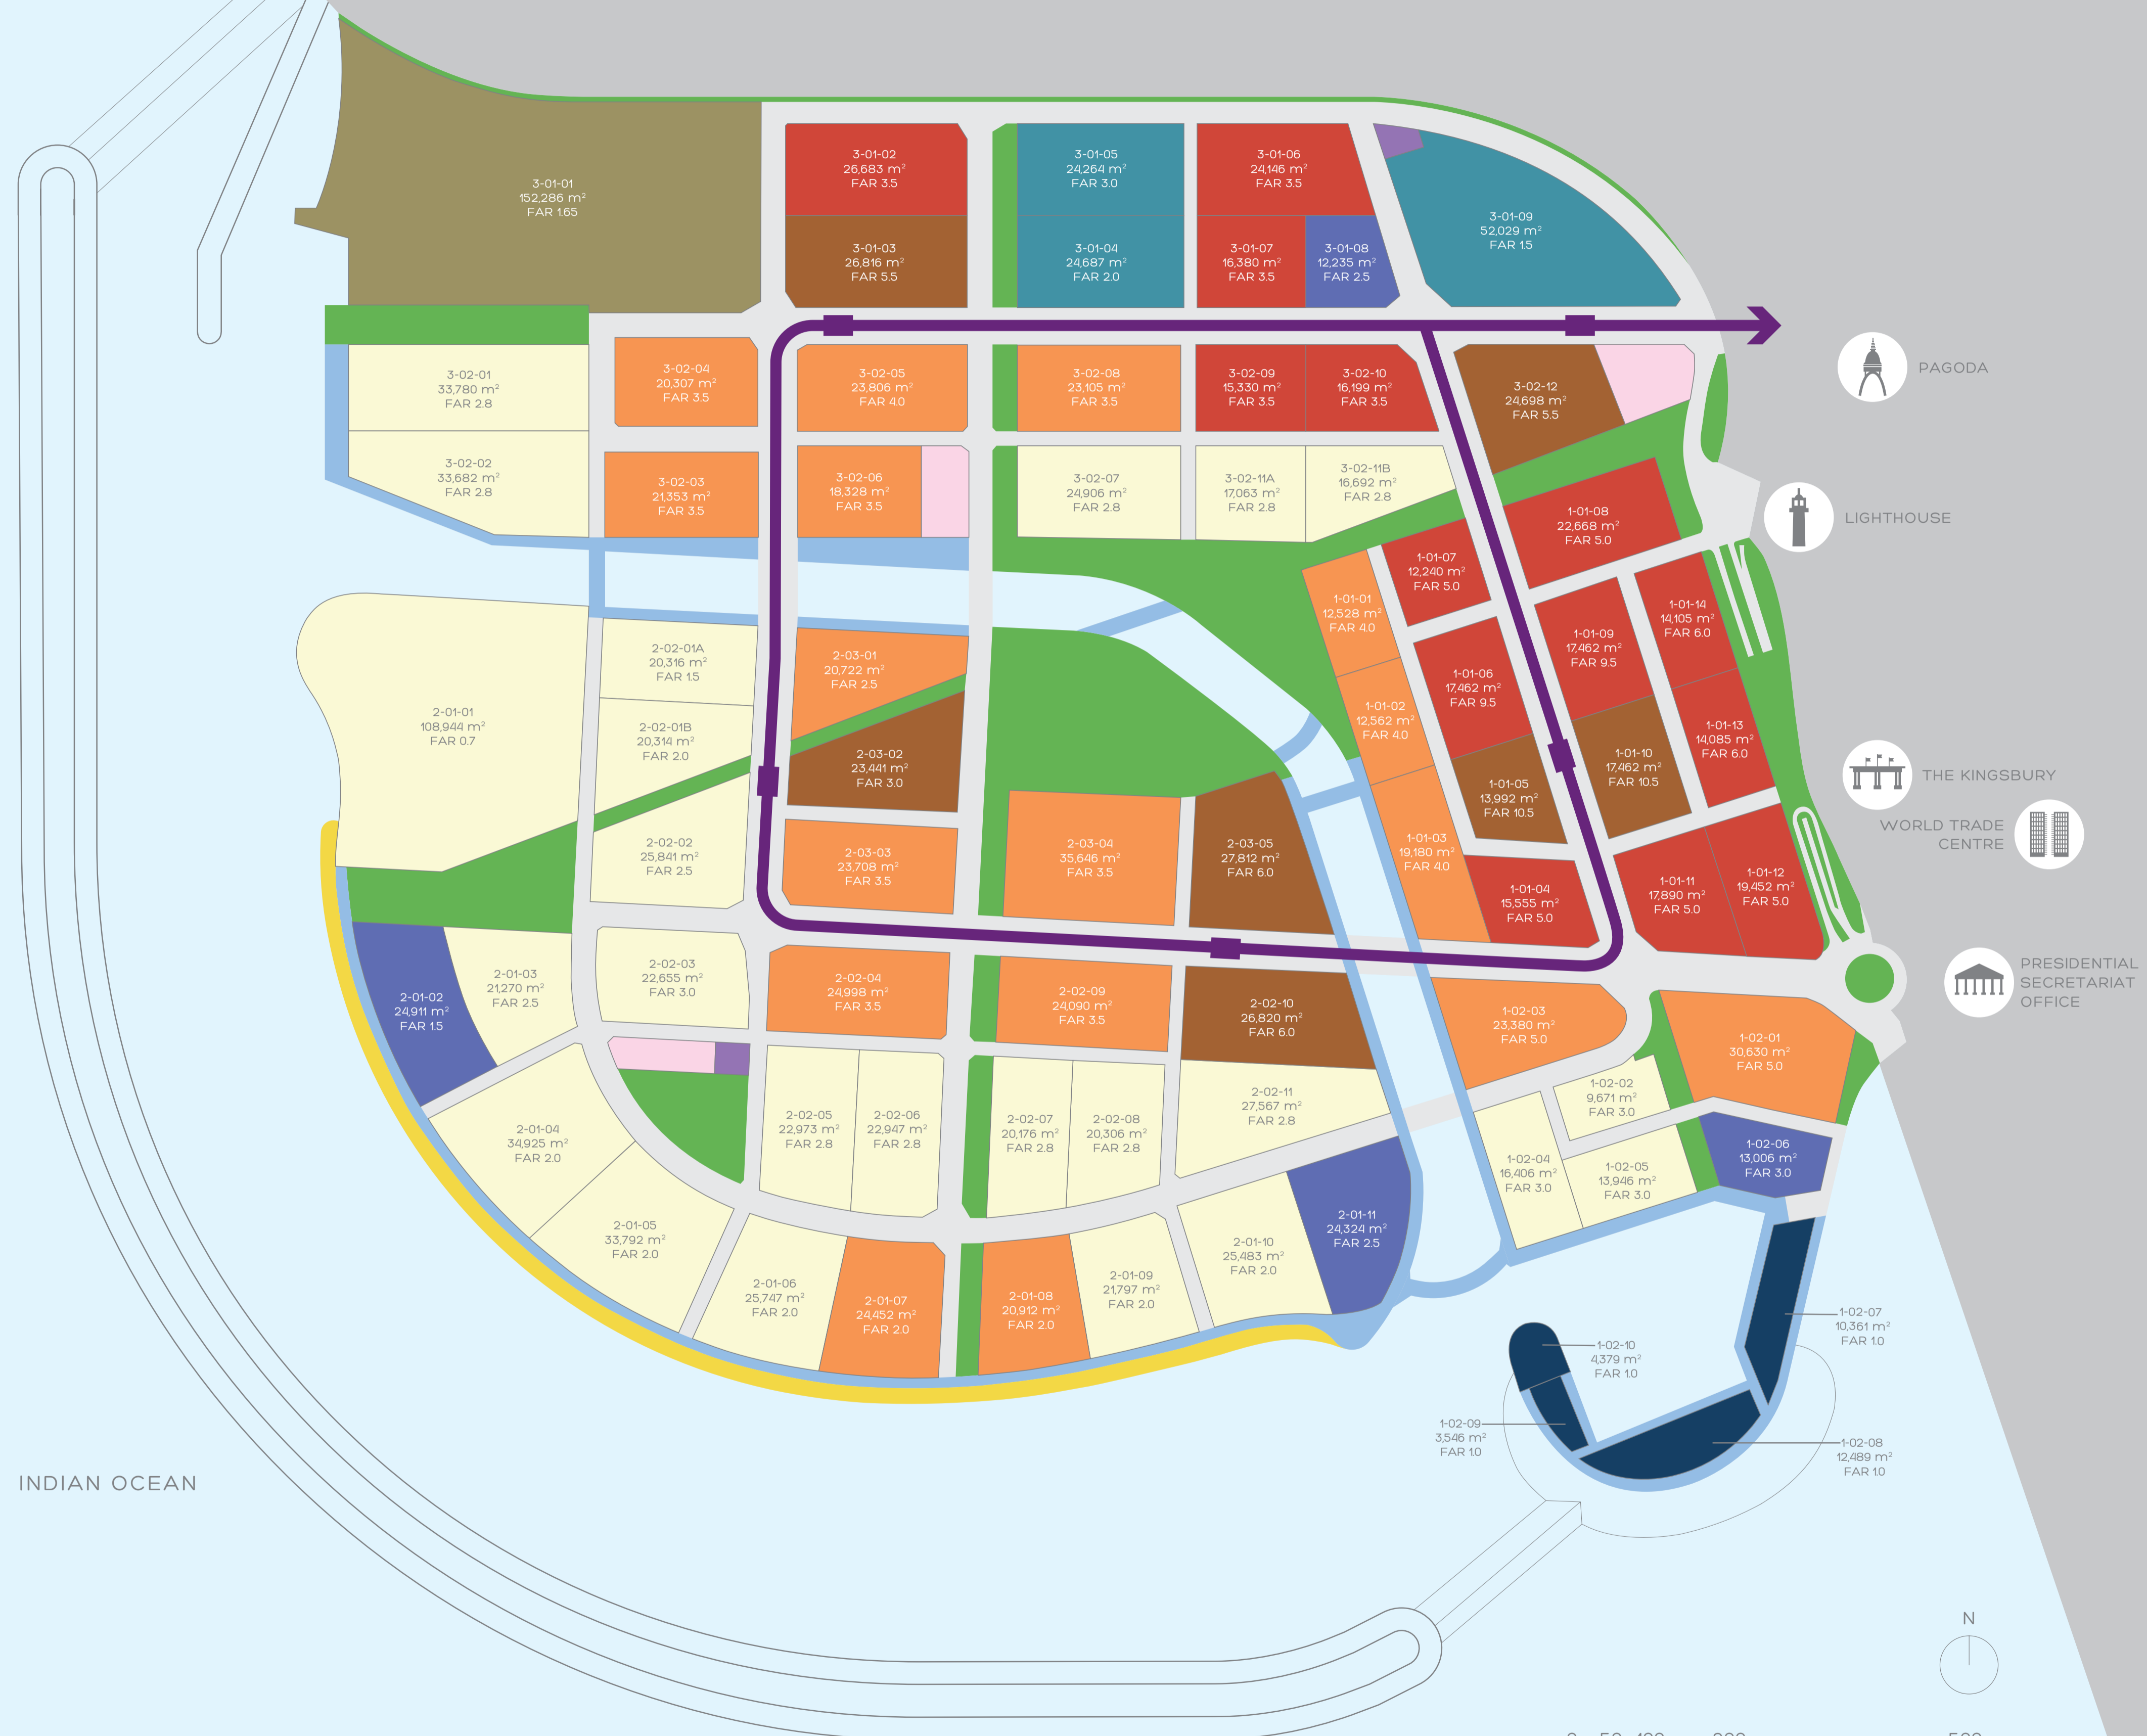 3-01-01
152,286 m²
FAR 1.65
3-01-02
26,683 m²
FAR 3.5
3-01-03
26,816 m²
FAR 5.5
3-01-05
24,264 m²
FAR 3.0
3-01-04
24,687 m²
FAR 2.0
3-01-06
24,146 m²
FAR 3.5
3-01-07
16,380 m²
FAR 3.5
3-01-08
12,235 m²
FAR 2.5
3-01-09
52,029 m²
FAR 1.5
3-02-01
33,780 m²
FAR 2.8
3-02-02
33,682 m²
FAR 2.8
3-02-04
20,307 m²
FAR 3.5
3-02-03
21,353 m²
FAR 3.5
3-02-05
23,806 m²
FAR 4.0
3-02-06
18,328 m²
FAR 3.5
3-02-08
23,105 m²
FAR 3.5
3-02-07
24,906 m²
FAR 2.8
3-02-09
15,330 m²
FAR 3.5
3-02-10
16,199 m²
FAR 3.5
3-02-11A
17,063 m²
FAR 2.8
3-02-11B
16,692 m²
FAR 2.8
3-02-12
24,698 m²
FAR 5.5
PAGODA
LIGHTHOUSE
1-01-08
22,668 m²
FAR 5.0
1-01-07
12,240 m²
FAR 5.0
1-01-01
12,528 m²
FAR 4.0
1-01-02
12,562 m²
FAR 4.0
1-01-03
19,180 m²
FAR 4.0
1-01-06
17,462 m²
FAR 9.5
1-01-05
13,992 m²
FAR 10.5
1-01-04
15,555 m²
FAR 5.0
1-01-09
17,462 m²
FAR 9.5
1-01-10
17,462 m²
FAR 10.5
1-01-14
14,105 m²
FAR 6.0
1-01-13
14,085 m²
FAR 6.0
1-01-11
17,890 m²
FAR 5.0
1-01-12
19,452 m²
FAR 5.0
THE KINGSBURY
WORLD TRADE
CENTRE
PRESIDENTIAL
SECRETARIAT
OFFICE
2-01-01
108,944 m²
FAR 0.7
2-02-01A
20,316 m²
FAR 1.5
2-02-01B
20,314 m²
FAR 2.0
2-02-02
25,841 m²
FAR 2.5
2-03-01
20,722 m²
FAR 2.5
2-03-02
23,441 m²
FAR 3.0
2-03-03
23,708 m²
FAR 3.5
2-03-04
35,646 m²
FAR 3.5
2-03-05
27,812 m²
FAR 6.0
2-01-02
24,911 m²
FAR 1.5
2-01-03
21,270 m²
FAR 2.5
2-02-03
22,655 m²
FAR 3.0
2-02-04
24,998 m²
FAR 3.5
2-02-09
24,090 m²
FAR 3.5
2-02-10
26,820 m²
FAR 6.0
2-02-11
27,567 m²
FAR 2.8
2-02-05
22,973 m²
FAR 2.8
2-02-06
22,947 m²
FAR 2.8
2-02-07
20,176 m²
FAR 2.8
2-02-08
20,306 m²
FAR 2.8
2-01-04
34,925 m²
FAR 2.0
2-01-05
33,792 m²
FAR 2.0
2-01-06
25,747 m²
FAR 2.0
2-01-07
24,452 m²
FAR 2.0
2-01-08
20,912 m²
FAR 2.0
2-01-09
21,797 m²
FAR 2.0
2-01-10
25,483 m²
FAR 2.0
2-01-11
24,324 m²
FAR 2.5
1-02-03
23,380 m²
FAR 5.0
1-02-01
30,630 m²
FAR 5.0
1-02-02
9,671 m²
FAR 3.0
1-02-04
16,406 m²
FAR 3.0
1-02-05
13,946 m²
FAR 3.0
1-02-06
13,006 m²
FAR 3.0
1-02-07
10,361 m²
FAR 1.0
1-02-10
4,379 m²
FAR 1.0
1-02-09
3,546 m²
FAR 1.0
1-02-08
12,489 m²
FAR 1.0
INDIAN OCEAN
N